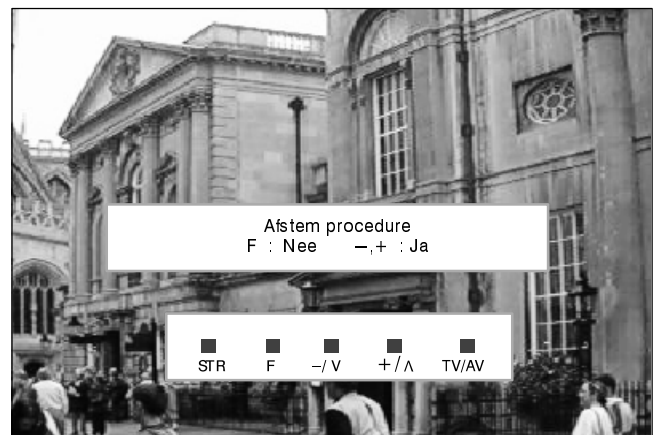 Afstem procedure
F : Nee −,+ : Ja
STR F −/ V +/Λ TV/AV